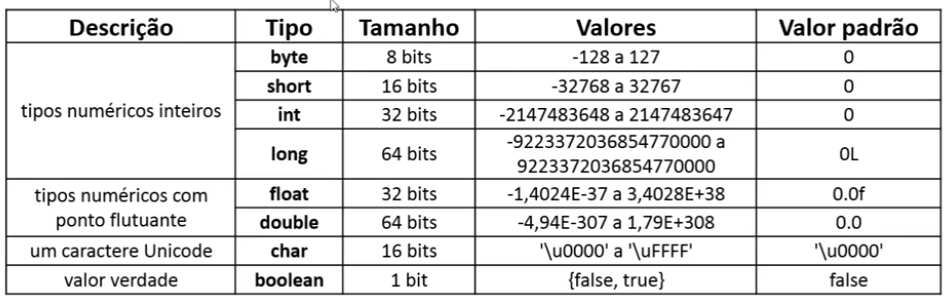 Descrição Tipo Tamanho Valores Valor padrão
tipos numéricos inteiros byte 8 bits -128 a 127 0
short 16 bits -32768 a 32767 0
int 32 bits -2147483648 a 2147483647 0
long 64 bits -9223372036854770000 a
9223372036854770000 0L
tipos numéricos com
ponto flutuante float 32 bits -1,4024E-37 a 3,4028E+38 0.0f
double 64 bits -4,94E-307 a 1,79E+308 0.0
um caractere Unicode char 16 bits '\u0000' a '\uFFFF' '\u0000'
valor verdade boolean 1 bit {false, true} false